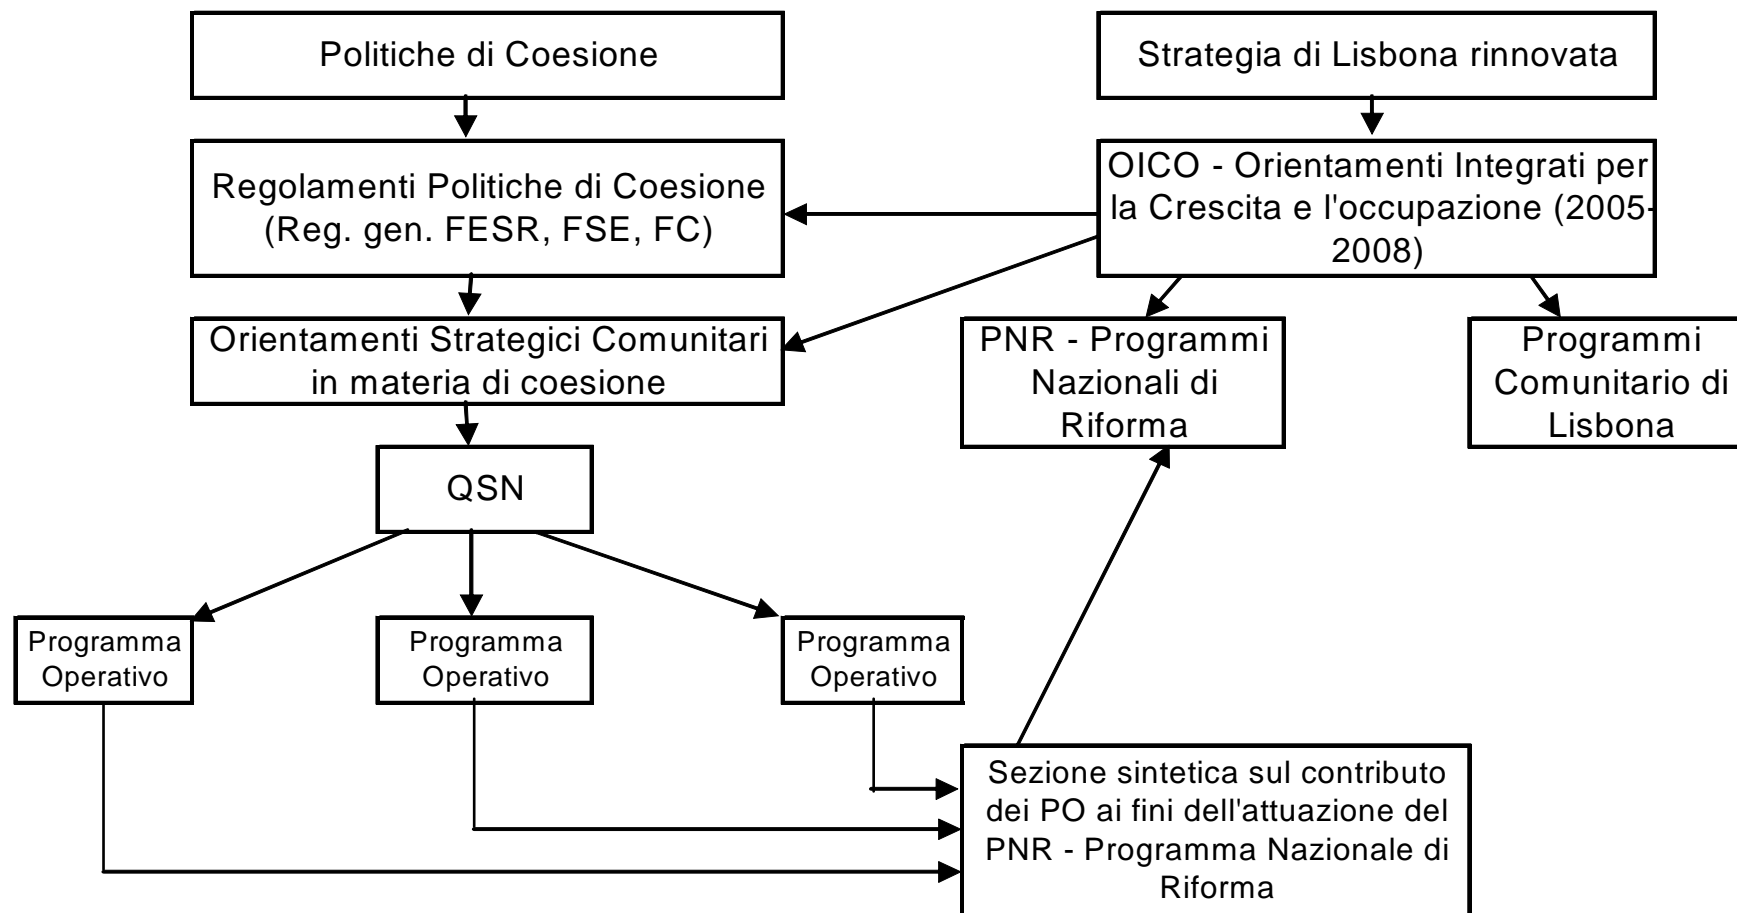 Politiche di Coesione
Strategia di Lisbona rinnovata
Regolamenti Politiche di Coesione
(Reg. gen. FESR, FSE, FC)
OICO - Orientamenti Integrati per
la Crescita e l'occupazione (2005-
2008)
Orientamenti Strategici Comunitari
in materia di coesione
PNR - Programmi
Nazionali di
Riforma
Programmi
Comunitario di
Lisbona
QSN
Programma
Operativo
Programma
Operativo
Programma
Operativo
Sezione sintetica sul contributo
dei PO ai fini dell'attuazione del
PNR - Programma Nazionale di
Riforma